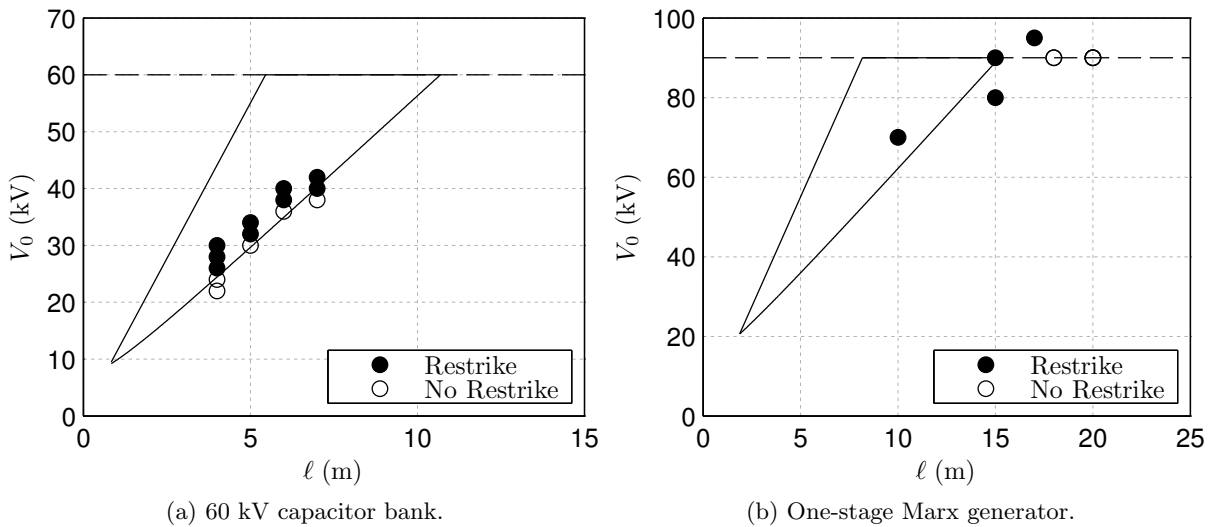 70
60
50
40
30
20
10
0
V₀ (kV)
0 5 10 15
ℓ (m)
Restrike
No Restrike
(a) 60 kV capacitor bank.
100
80
60
40
20
0
V₀ (kV)
0 5 10 15 20 25
ℓ (m)
Restrike
No Restrike
(b) One-stage Marx generator.